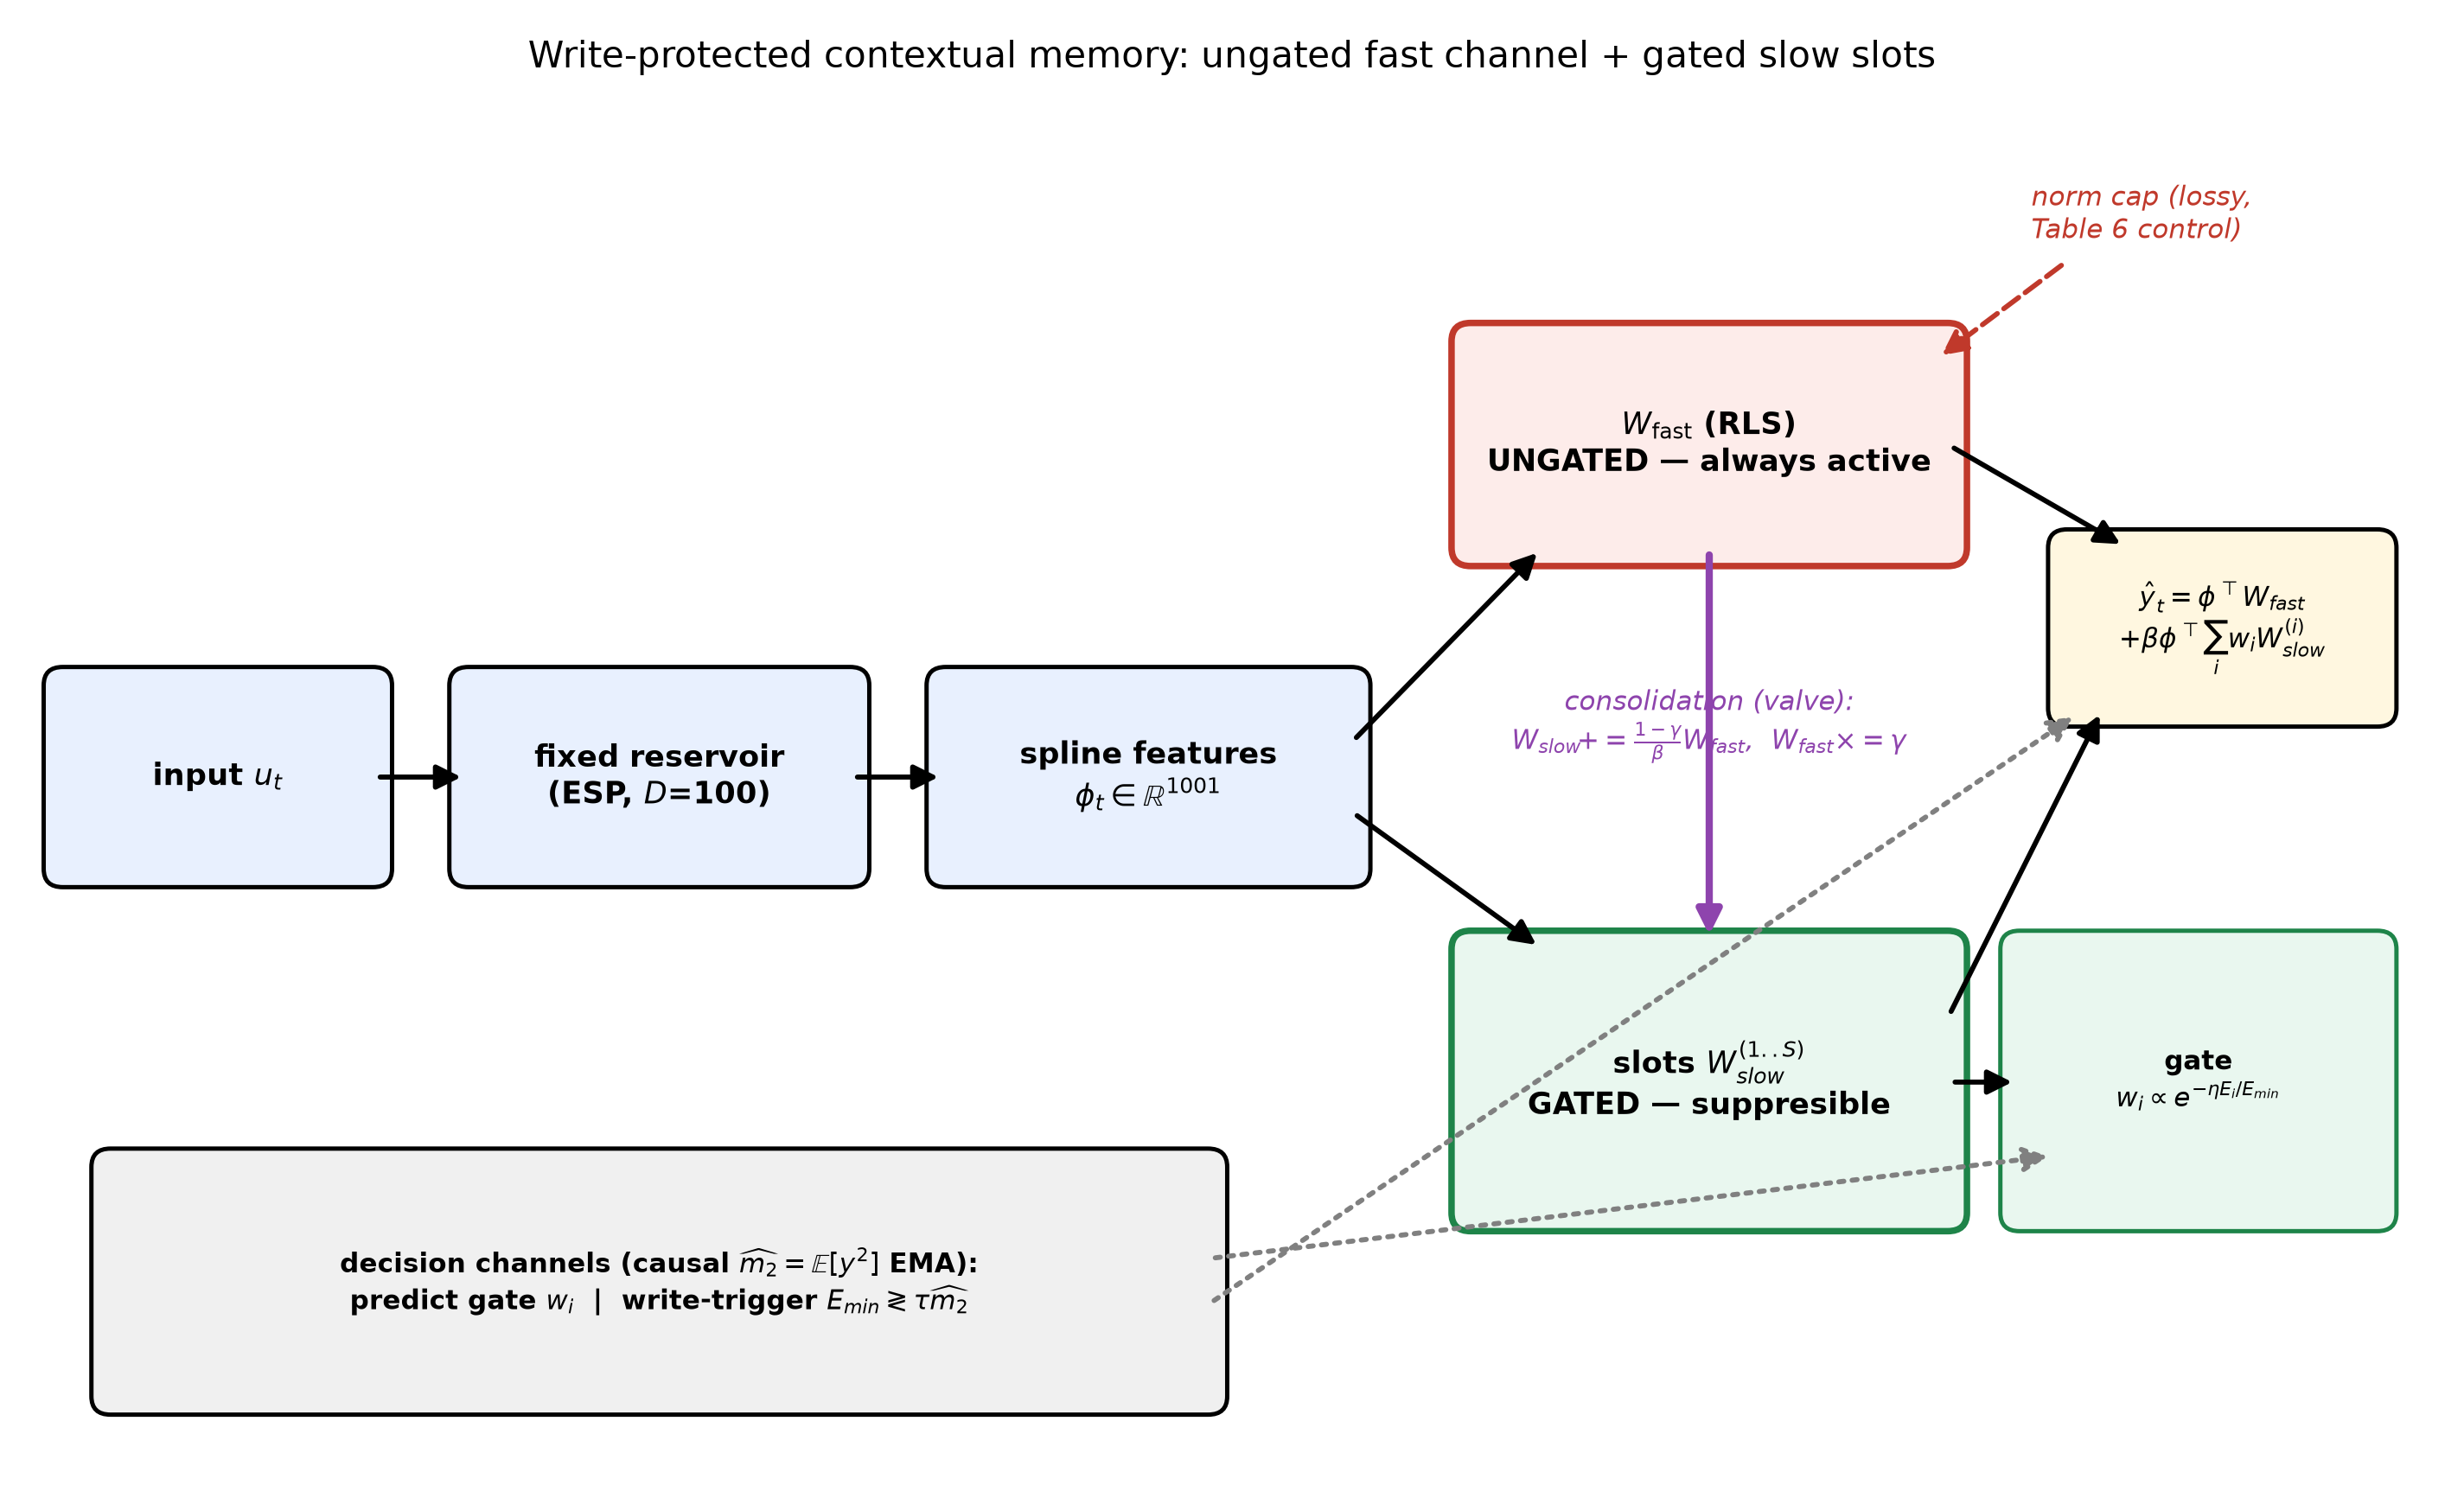 Write-protected contextual memory: ungated fast channel + gated slow slots
norm cap (lossy,
Table 6 control)
W_fast (RLS)
UNGATED — always active
ŷ_t = ϕ^⊤ W_fast
+βϕ^⊤ ∑_i w_i W_slow^(i)
consolidation (valve):
W_slow += (1−γ)/β W_fast, W_fast × = γ
input u_t
fixed reservoir
(ESP, D=100)
spline features
ϕ_t ∈ ℝ^1001
slots W_slow^(1..S)
GATED — suppresible
gate
w_i ∝ e^(−ηE_i/E_min)
decision channels (causal m̂_2 = 𝔼[y^2] EMA):
predict gate w_i | write-trigger E_min ≷ τm̂_2